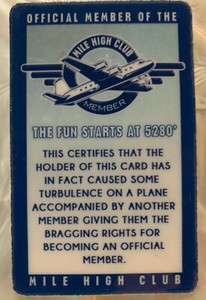 OFFICIAL MEMBER OF THE
MILE HIGH CLUB
MEMBER
THE FUN STARTS AT 5280'
THIS CERTIFIES THAT THE
HOLDER OF THIS CARD HAS
IN FACT CAUSED SOME
TURBULENCE ON A PLANE
ACCOMPANIED BY ANOTHER
MEMBER GIVING THEM THE
BRAGGING RIGHTS FOR
BECOMING AN OFFICIAL
MEMBER.
MILE HIGH CLUB